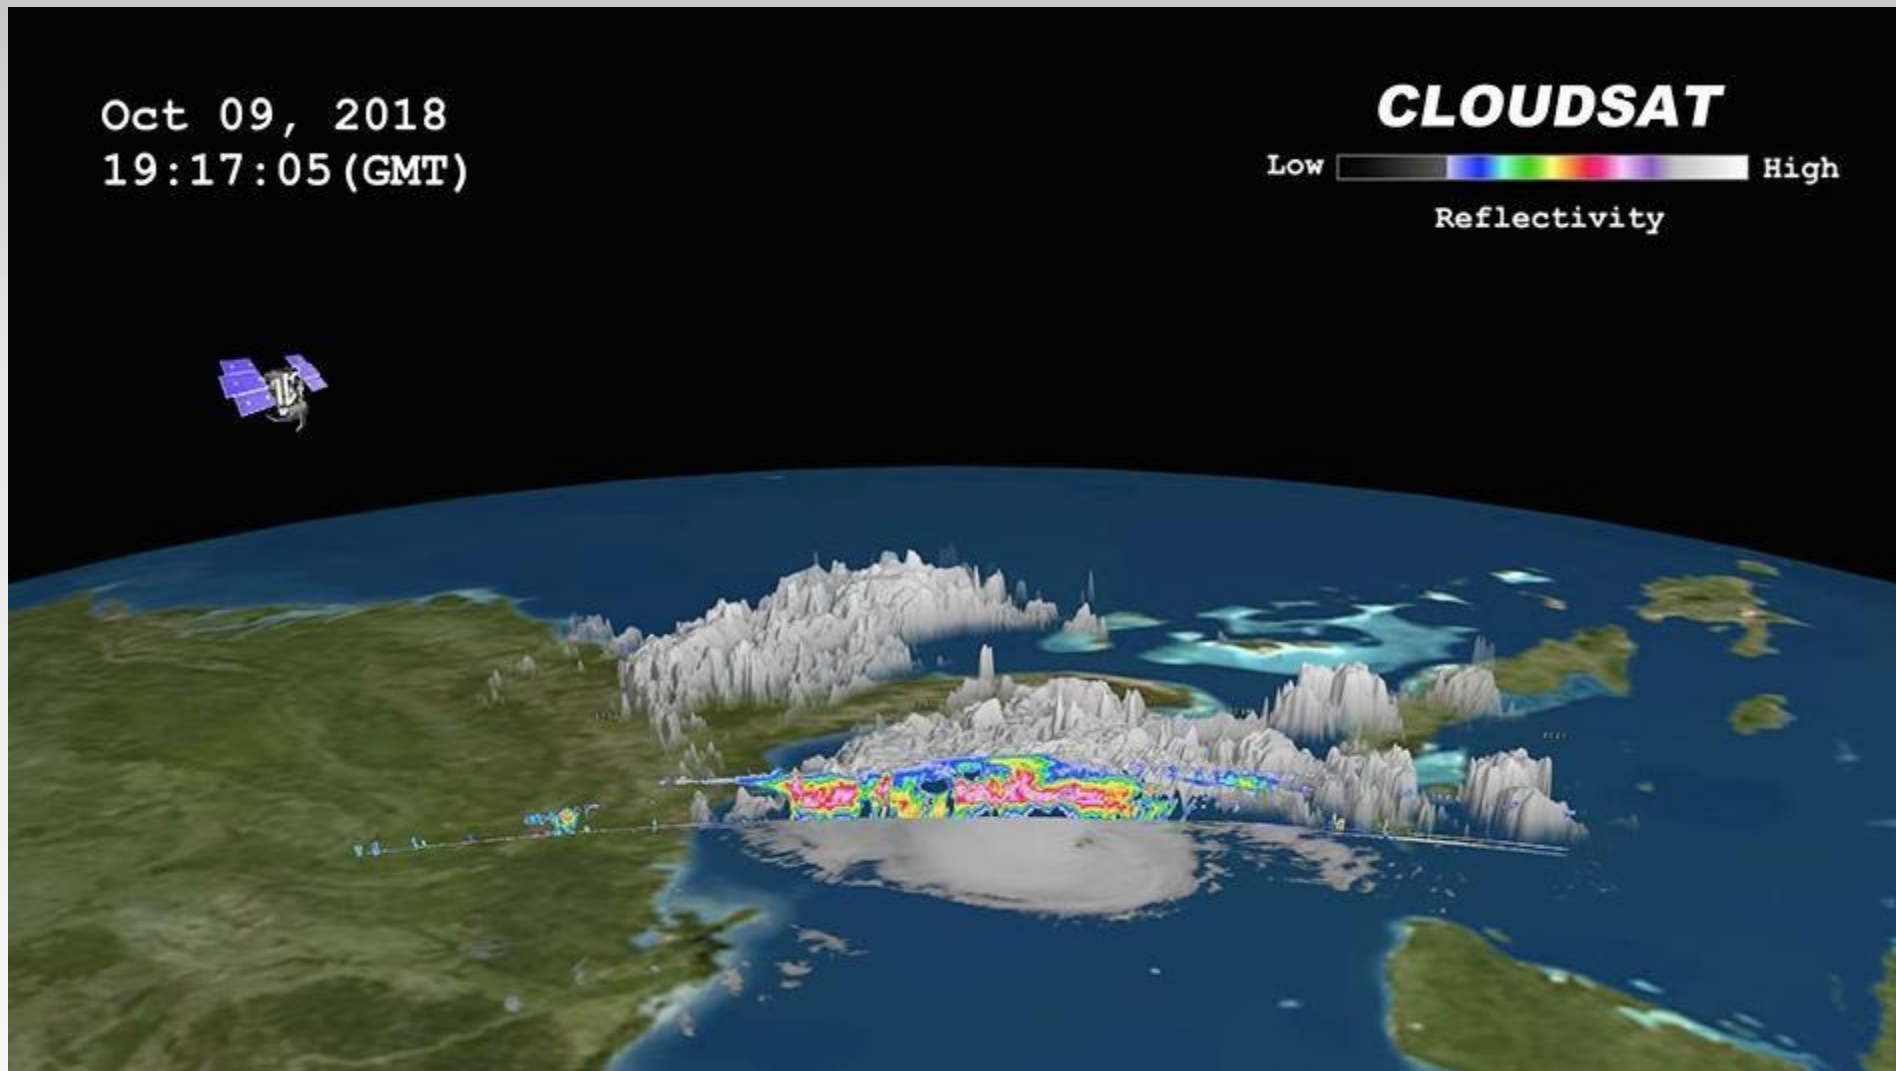 Oct 09, 2018
19:17:05(GMT)
CLOUDSAT
Low High
Reflectivity